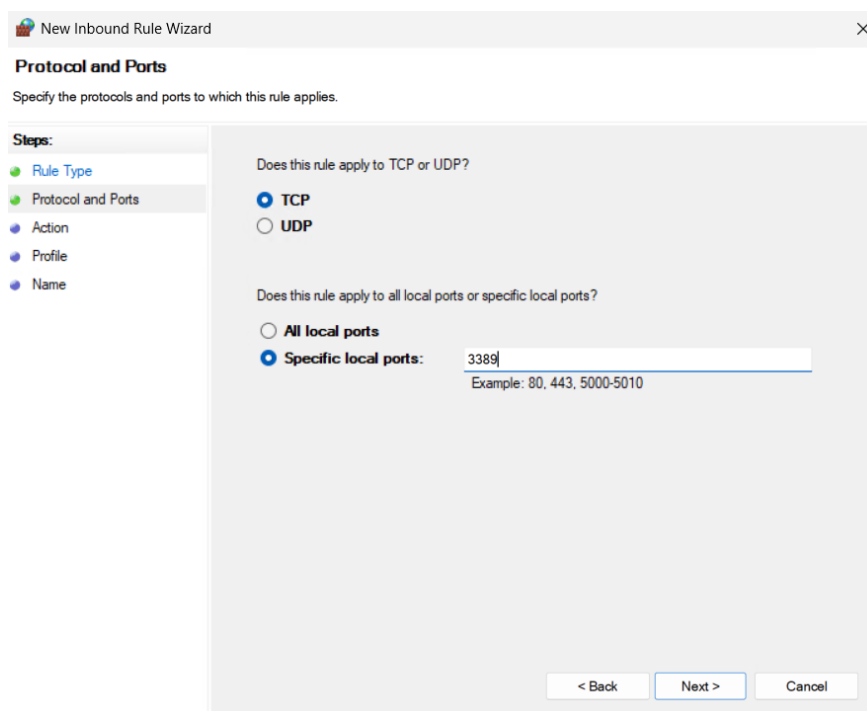 New Inbound Rule Wizard
Protocol and Ports
Specify the protocols and ports to which this rule applies.
Steps:
Rule Type
Protocol and Ports
Action
Profile
Name
Does this rule apply to TCP or UDP?
TCP
UDP
Does this rule apply to all local ports or specific local ports?
All local ports
Specific local ports: 3389
Example: 80, 443, 5000-5010
< Back Next > Cancel